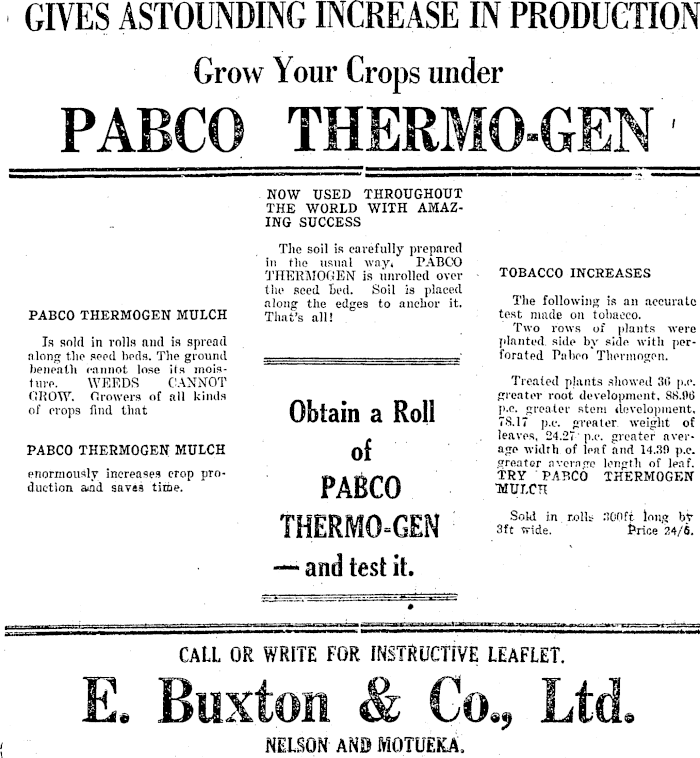 GIVES ASTOUNDING INCREASE IN PRODUCTION
Grow Your Crops under
PABCO THERMO-GEN
PABCO THERMOGEN MULCH
Is sold in rolls and is spread
along the seed beds. The ground
beneath cannot lose its mois-
ture. WEEDS CANNOT
GROW. Growers of all kinds
of crops find that
PABCO THERMOGEN MULCH
enormously increases crop pro-
duction and saves time.
NOW USED THROUGHOUT
THE WORLD WITH AMAZ-
ING SUCCESS
The soil is carefully prepared
in the usual way. PABCO
THERMOGEN is unrolled over
the seed bed. Soil is placed
along the edges to anchor it.
That's all!
Obtain a Roll
of
PABCO
THERMO-GEN
— and test it.
TOBACCO INCREASES
The following is an accurate
test made on tobacco.
Two rows of plants were
planted side by side with per-
forated Pabco Thermogen.
Treated plants showed 36 p.c.
greater root development, 88.96
p.c. greater stem development,
78.17 p.c. greater weight of
leaves, 24.27 p.c. greater aver-
age width of leaf and 14.39 p.c.
greater average length of leaf.
TRY PABCO THERMOGEN
MULCH
Sold in rolls 300ft long by
3ft wide. Price 24/6.
CALL OR WRITE FOR INSTRUCTIVE LEAFLET.
E. Buxton & Co., Ltd.
NELSON AND MOTUEKA.